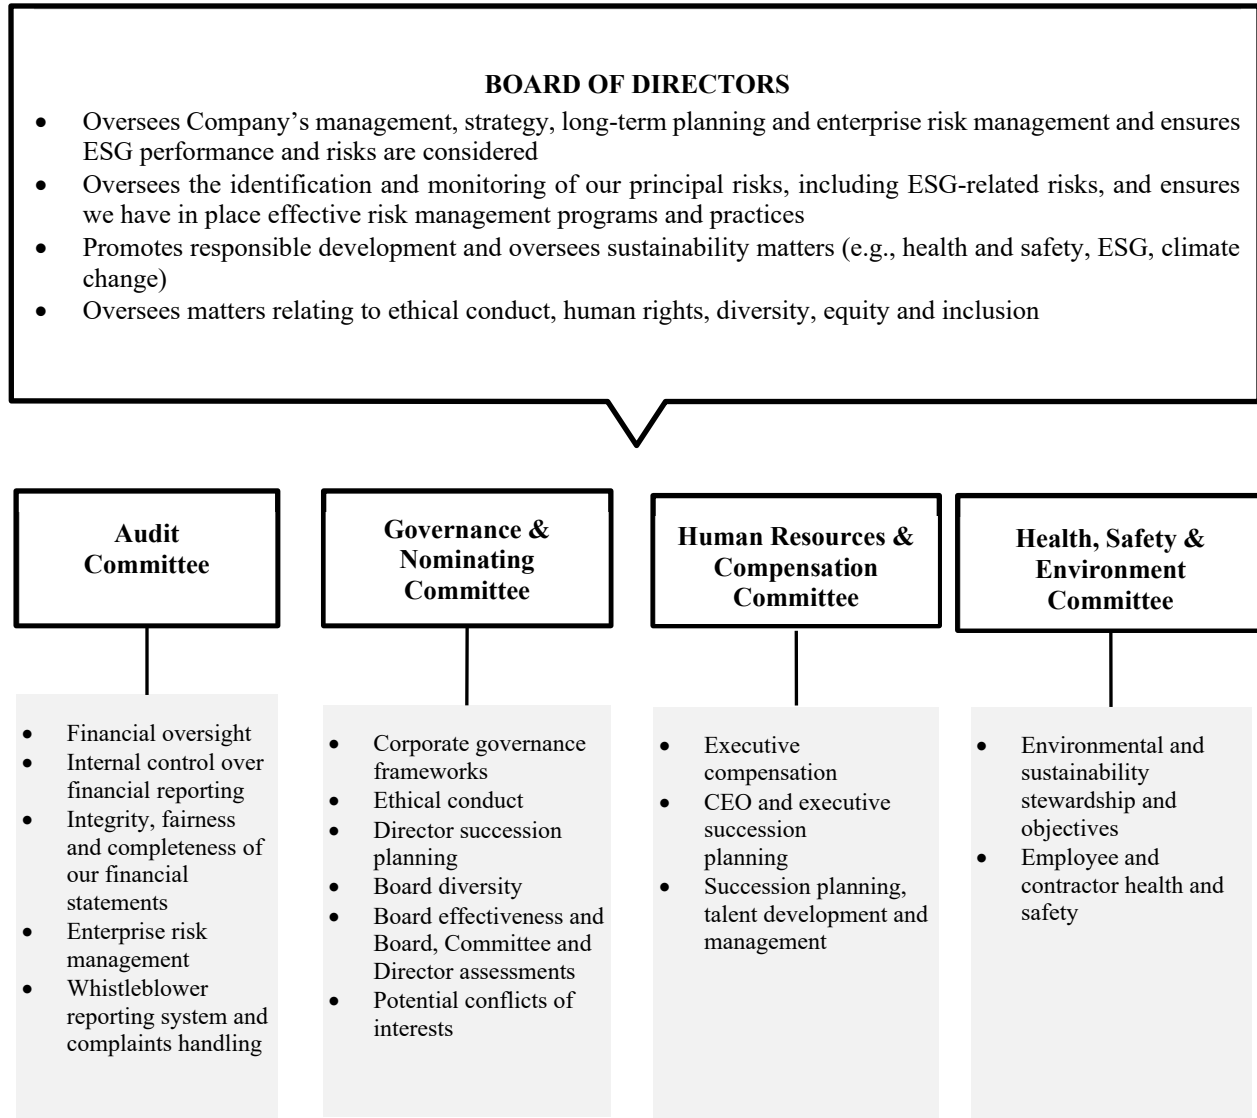 BOARD OF DIRECTORS
• Oversees Company’s management, strategy, long-term planning and enterprise risk management and ensures
ESG performance and risks are considered
• Oversees the identification and monitoring of our principal risks, including ESG-related risks, and ensures
we have in place effective risk management programs and practices
• Promotes responsible development and oversees sustainability matters (e.g., health and safety, ESG, climate
change)
• Oversees matters relating to ethical conduct, human rights, diversity, equity and inclusion
Audit
Committee
• Financial oversight
• Internal control over
financial reporting
• Integrity, fairness
and completeness of
our financial
statements
• Enterprise risk
management
• Whistleblower
reporting system and
complaints handling
Governance &
Nominating
Committee
• Corporate governance
frameworks
• Ethical conduct
• Director succession
planning
• Board diversity
• Board effectiveness and
Board, Committee and
Director assessments
• Potential conflicts of
interests
Human Resources &
Compensation
Committee
• Executive
compensation
• CEO and executive
succession
planning
• Succession planning,
talent development and
management
Health, Safety &
Environment
Committee
• Environmental and
sustainability
stewardship and
objectives
• Employee and
contractor health and
safety